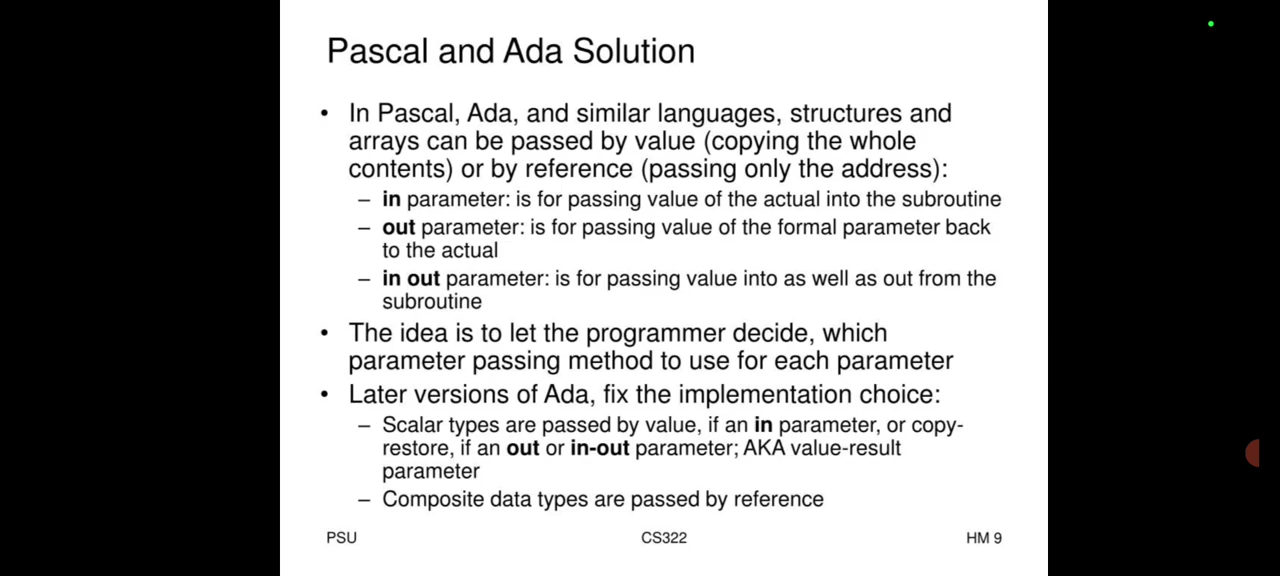 Pascal and Ada Solution
• In Pascal, Ada, and similar languages, structures and
arrays can be passed by value (copying the whole
contents) or by reference (passing only the address):
– in parameter: is for passing value of the actual into the subroutine
– out parameter: is for passing value of the formal parameter back
to the actual
– in out parameter: is for passing value into as well as out from the
subroutine
• The idea is to let the programmer decide, which
parameter passing method to use for each parameter
• Later versions of Ada, fix the implementation choice:
– Scalar types are passed by value, if an in parameter, or copy-
restore, if an out or in-out parameter; AKA value-result
parameter
– Composite data types are passed by reference
PSU CS322 HM 9